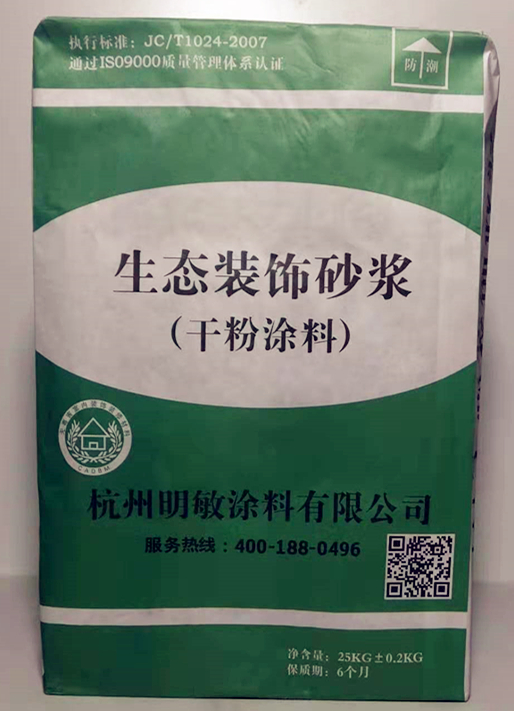 执行标准：JC/T1024-2007
通过ISO9000质量管理体系认证
防潮
生态装饰砂浆
（干粉涂料）
CADBM
杭州明敏涂料有限公司
服务热线：400-188-0496
净含量：25KG±0.2KG
保质期：6个月